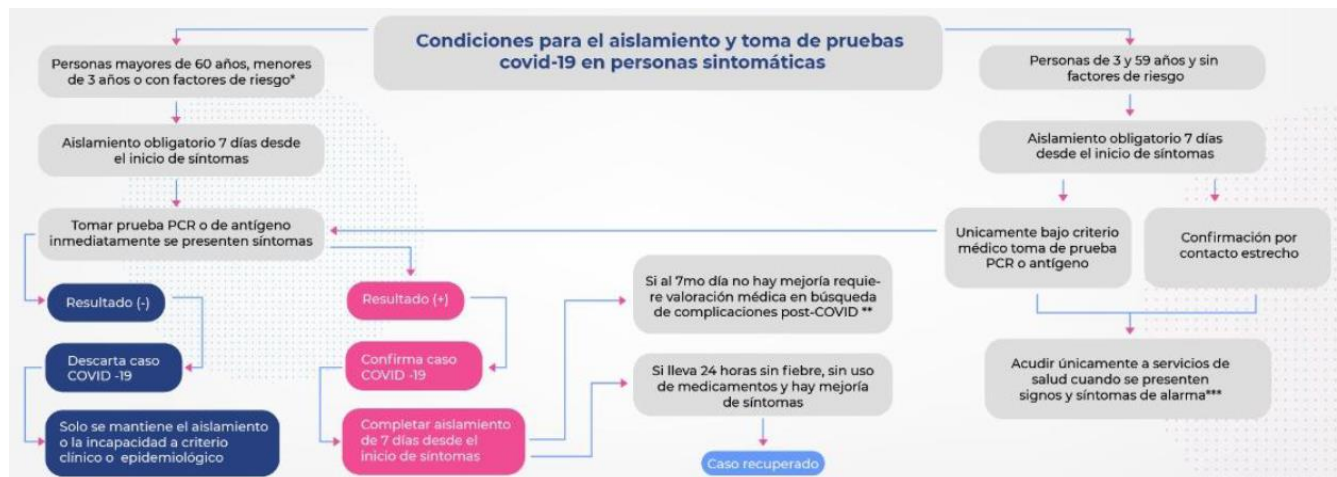 Condiciones para el aislamiento y toma de pruebas
covid-19 en personas sintomáticas
Personas mayores de 60 años, menores
de 3 años o con factores de riesgo*
Aislamiento obligatorio 7 días desde
el inicio de síntomas
Tomar prueba PCR o de antígeno
inmediatamente se presenten síntomas
Resultado (-)
Descarta caso
COVID -19
Solo se mantiene el aislamiento
o la incapacidad a criterio
clínico o epidemiológico
Resultado (+)
Confirma caso
COVID -19
Completar aislamiento
de 7 días desde el
inicio de síntomas
Si al 7mo día no hay mejoría requie-
re valoración médica en búsqueda
de complicaciones post-COVID **
Si lleva 24 horas sin fiebre, sin uso
de medicamentos y hay mejoría
de síntomas
Caso recuperado
Personas de 3 y 59 años y sin
factores de riesgo
Aislamiento obligatorio 7 días
desde el inicio de síntomas
Unicamente bajo criterio
médico toma de prueba
PCR o antígeno
Confirmación por
contacto estrecho
Acudir únicamente a servicios de
salud cuando se presenten
signos y síntomas de alarma***